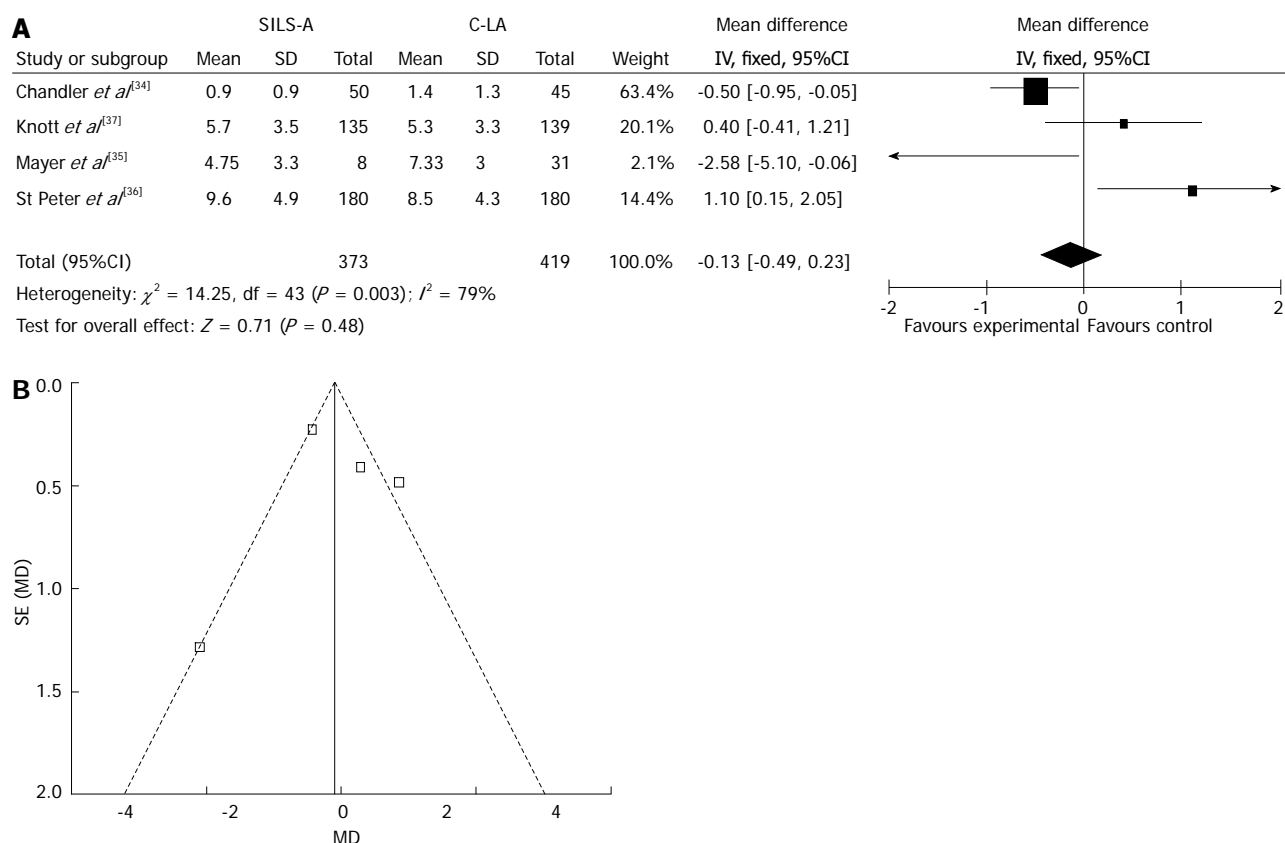 A
SILS-A C-LA Mean difference Mean difference
Study or subgroup Mean SD Total Mean SD Total Weight IV, fixed, 95%CI IV, fixed, 95%CI
Chandler et al[34] 0.9 0.9 50 1.4 1.3 45 63.4% -0.50 [-0.95, -0.05]
Knott et al[37] 5.7 3.5 135 5.3 3.3 139 20.1% 0.40 [-0.41, 1.21]
Mayer et al[35] 4.75 3.3 8 7.33 3 31 2.1% -2.58 [-5.10, -0.06]
St Peter et al[36] 9.6 4.9 180 8.5 4.3 180 14.4% 1.10 [0.15, 2.05]
Total (95%CI) 373 419 100.0% -0.13 [-0.49, 0.23]
Heterogeneity: χ2 = 14.25, df = 43 (P = 0.003); I2 = 79%
Test for overall effect: Z = 0.71 (P = 0.48)
-2 -1 0 1 2
Favours experimental Favours control
B
0.0
0.5
1.0
1.5
2.0
SE (MD)
-4 -2 0 2 4
MD